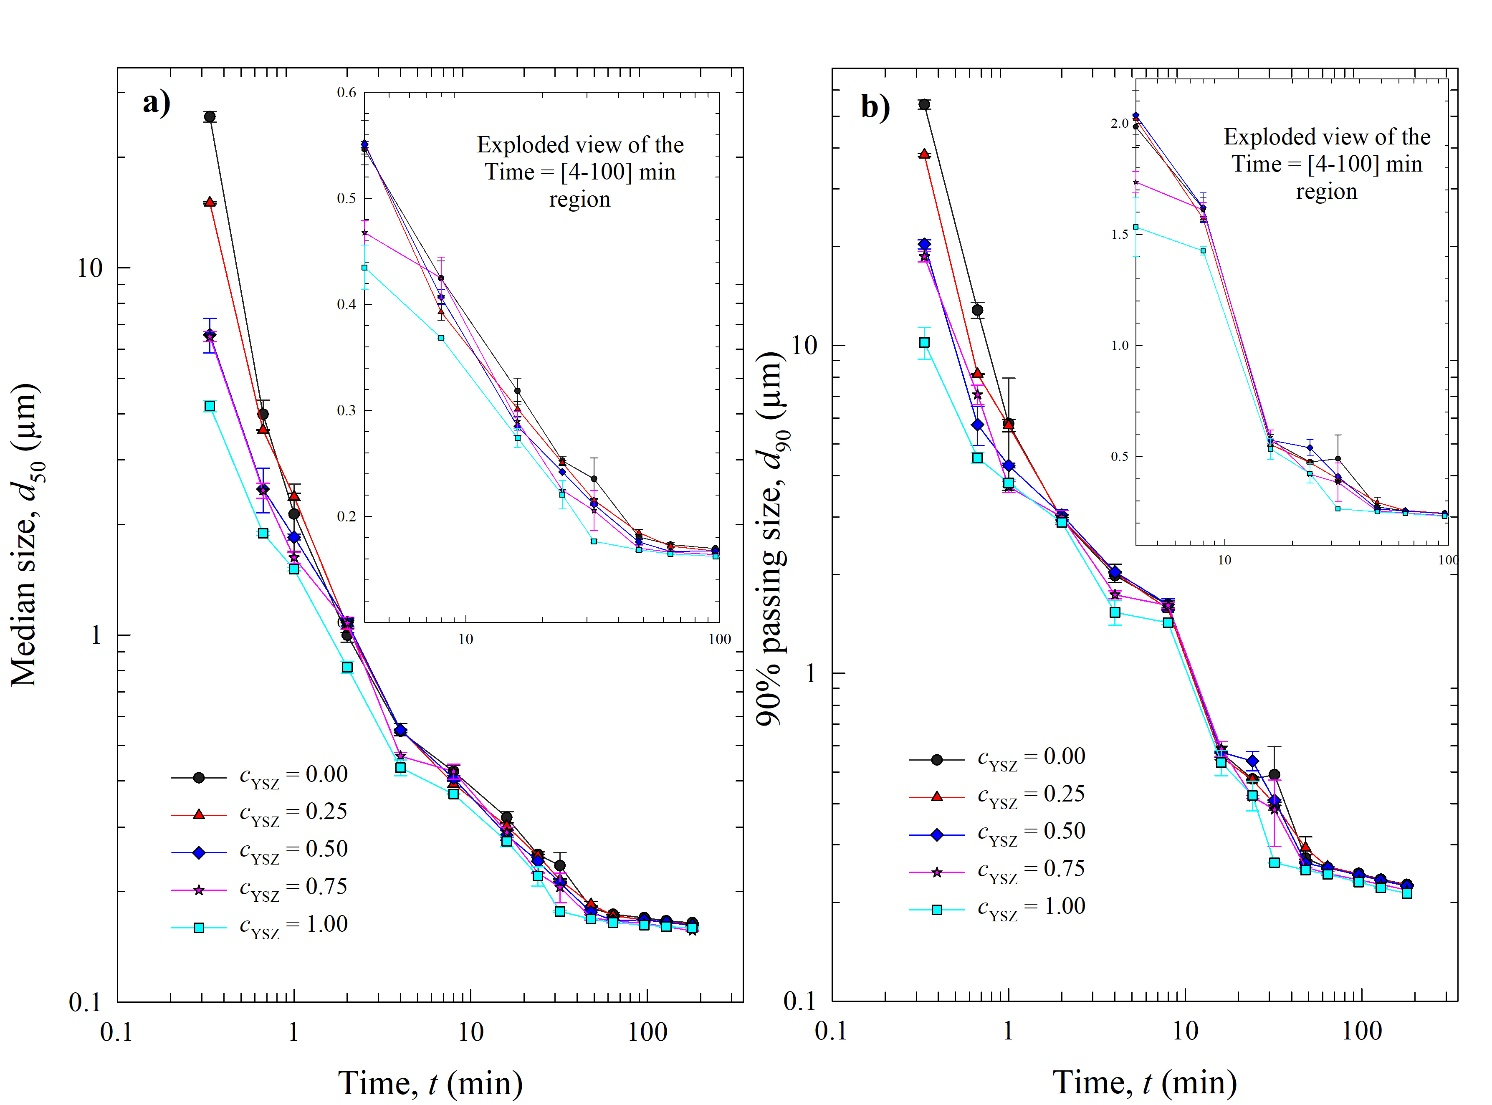 a)
Exploded view of the
Time = [4-100] min
region
0.6
0.5
0.4
0.3
0.2
0.1
10
100
10
1
0.1
Median size, d50 (μm)
cYSZ = 0.00
cYSZ = 0.25
cYSZ = 0.50
cYSZ = 0.75
cYSZ = 1.00
0.1
1
10
100
Time, t (min)
b)
Exploded view of the
Time = [4-100] min
region
2.0
1.5
1.0
0.5
10
100
10
1
0.1
90% passing size, d90 (μm)
cYSZ = 0.00
cYSZ = 0.25
cYSZ = 0.50
cYSZ = 0.75
cYSZ = 1.00
0.1
1
10
100
Time, t (min)